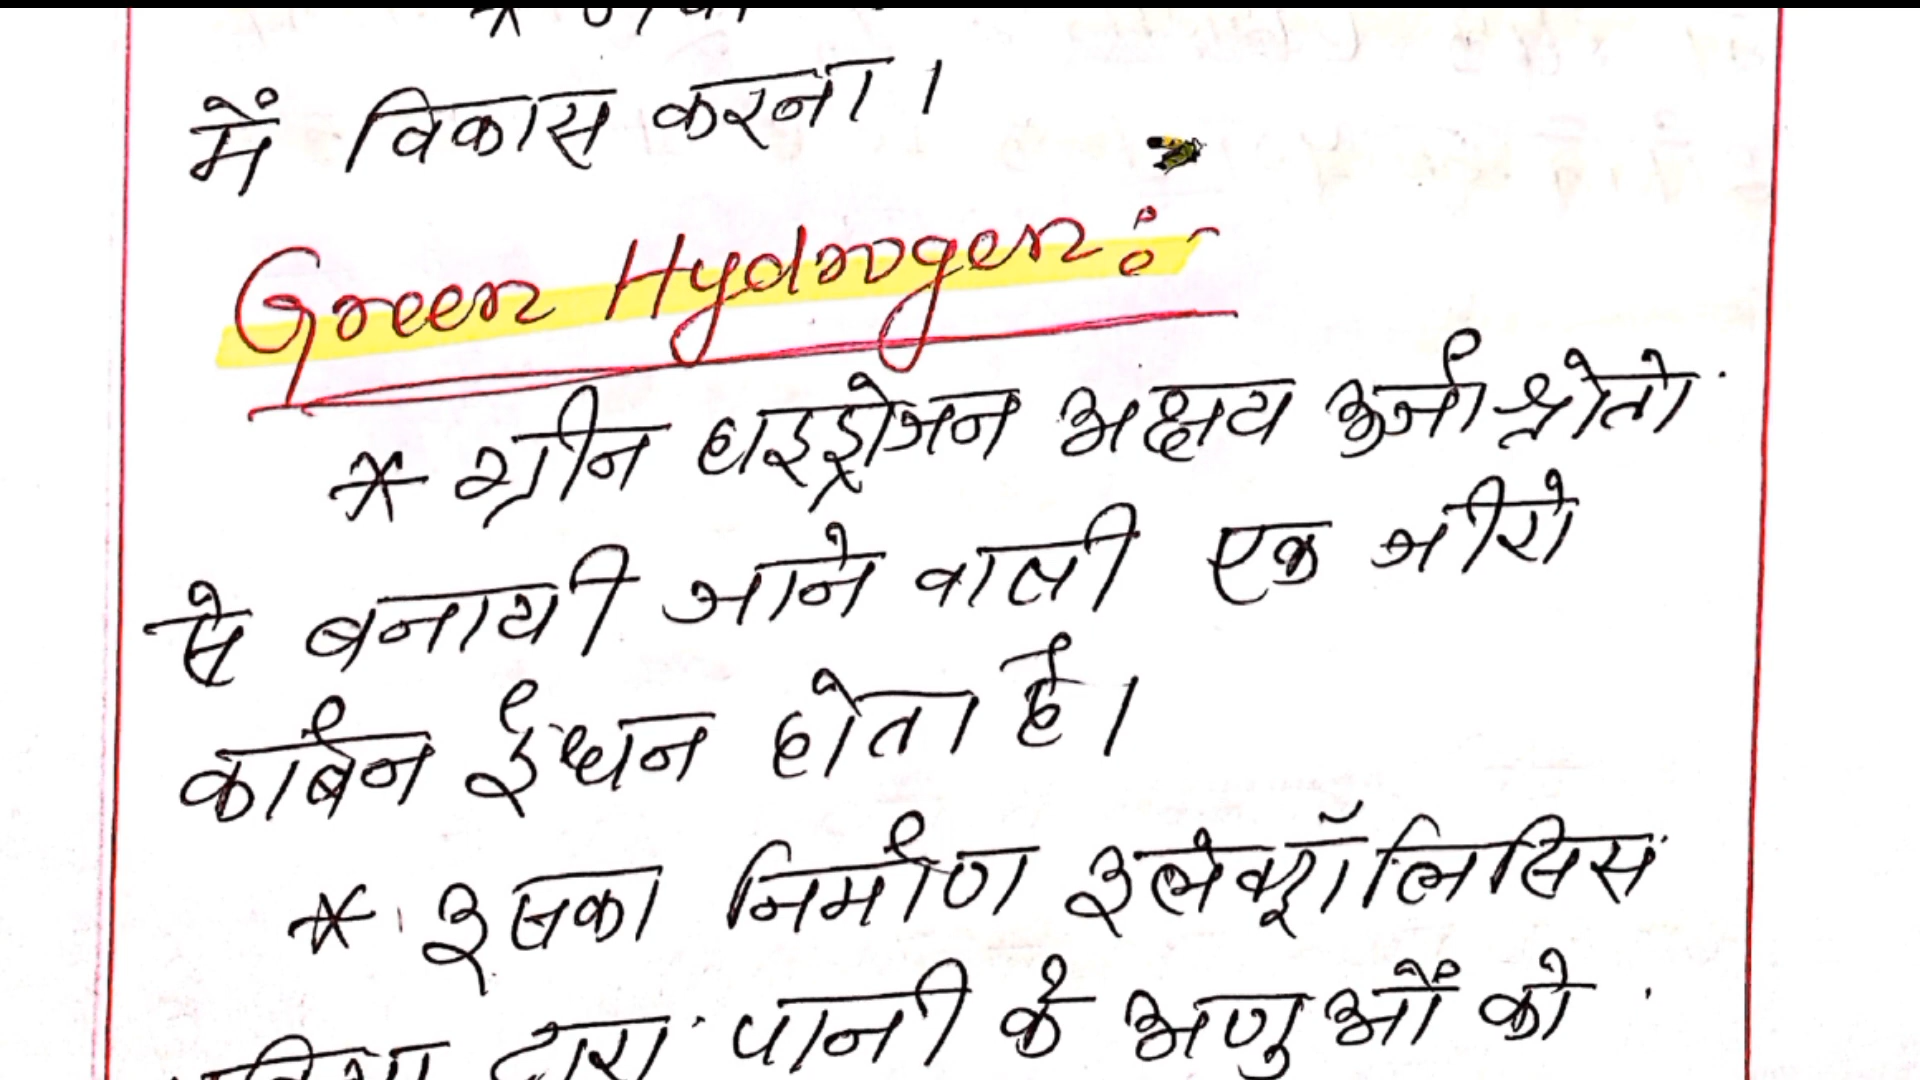 में विकास करना।
Green Hydrogen:-
* ग्रीन हाइड्रोजन अक्षय ऊर्जा श्रोतो
से बनायी जाने वाली एक जीरो
कार्बन ईंधन होता है।
* इसका निर्माण इलेक्ट्रॉलिसिस
द्वारा पानी के अणुओं को